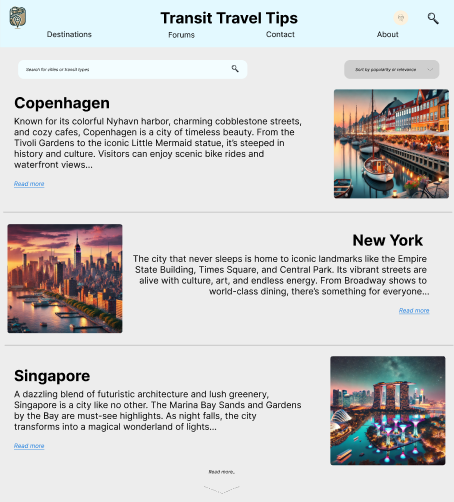 Transit Travel Tips
Destinations Forums Contact About
Search for cities or transit types
Sort by popularity or relevance
Copenhagen
Known for its colorful Nyhavn harbor, charming cobblestone streets,
and cozy cafes, Copenhagen is a city of timeless beauty. From the
Tivoli Gardens to the iconic Little Mermaid statue, it's steeped in
history and culture. Visitors can enjoy scenic bike rides and
waterfront views...
Read more
New York
The city that never sleeps is home to iconic landmarks like the Empire
State Building, Times Square, and Central Park. Its vibrant streets are
alive with culture, art, and endless energy. From Broadway shows to
world-class dining, there's something for everyone...
Read more
Singapore
A dazzling blend of futuristic architecture and lush greenery,
Singapore is a city like no other. The Marina Bay Sands and Gardens
by the Bay are must-see highlights. As night falls, the city
transforms into a magical wonderland of lights...
Read more
Read more..